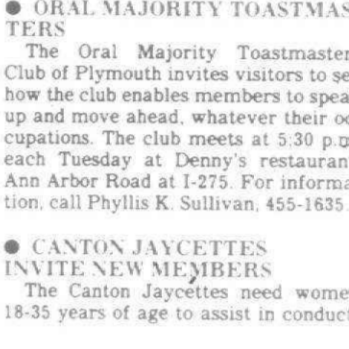 ● ORAL MAJORITY TOASTMAS
TERS
The Oral Majority Toastmaster
Club of Plymouth invites visitors to se
how the club enables members to spea
up and move ahead, whatever their oc
cupations. The club meets at 5:30 p.m
each Tuesday at Denny's restauran
Ann Arbor Road at I-275. For informa
tion, call Phyllis K. Sullivan, 455-1635.
● CANTON JAYCETTES
INVITE NEW MEMBERS
The Canton Jaycettes need wome
18-35 years of age to assist in conduct